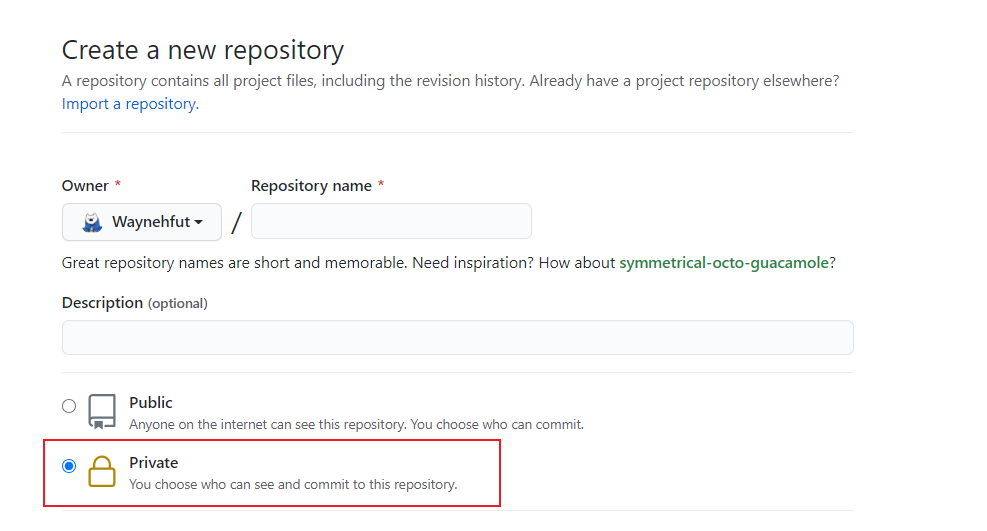 Create a new repository
A repository contains all project files, including the revision history. Already have a project repository elsewhere?
Import a repository.
Owner * Repository name *
Waynehfut /
Great repository names are short and memorable. Need inspiration? How about symmetrical-octo-guacamole?
Description (optional)
Public
Anyone on the internet can see this repository. You choose who can commit.
Private
You choose who can see and commit to this repository.